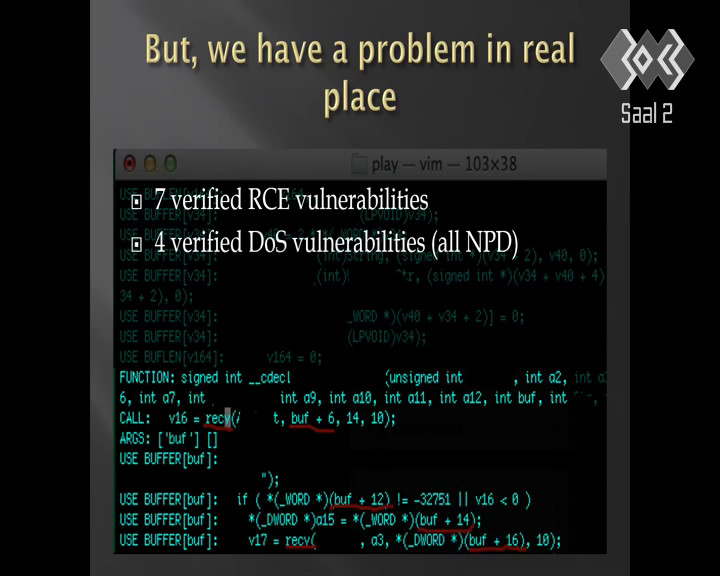 But, we have a problem in real
place
Saal 2
play — vim — 103×38
7 verified RCE vulnerabilities
4 verified DoS vulnerabilities (all NPD)
USE BUFFER[v34]: (LPVOID)v34);
USE BUFFER[v34]:
USE BUFFER[v34]: (int)String, (signed int *)(v34 + 2), v40, 0);
USE BUFFER[v34]: (int) tr, (signed int *)(v34 + v40 + 4)
34 + 2), 0);
USE BUFFER[v34]: _WORD *)(v40 + v34 + 2)] = 0;
USE BUFFER[v34]: (LPVOID)v34);
USE BUFLEN[v164]: v164 = 0;
FUNCTION: signed int __cdecl (unsigned int , int a2, int a
6, int a7, int int a9, int a10, int a11, int a12, int buf, int
CALL: v16 = recv( t, buf + 6, 14, 10);
ARGS: ['buf'] []
USE BUFFER[buf]:
");
USE BUFFER[buf]: if ( *(_WORD *)(buf + 12) != -32751 || v16 < 0 )
USE BUFFER[buf]: *(_DWORD *)a15 = *(_WORD *)(buf + 14);
USE BUFFER[buf]: v17 = recv( , a3, *(_DWORD *)(buf + 16), 10);